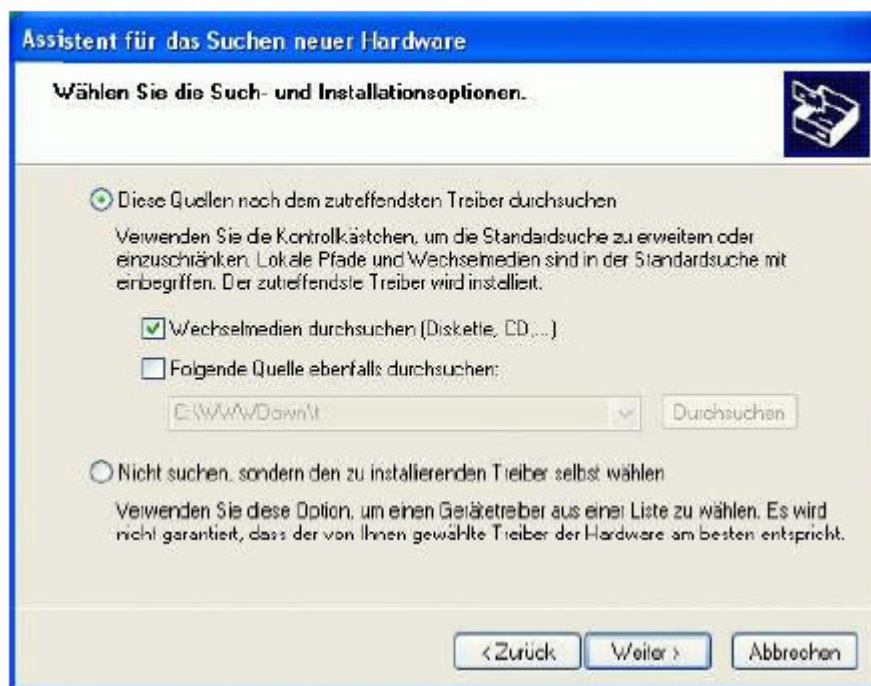 Assistent für das Suchen neuer Hardware
Wählen Sie die Such- und Installationsoptionen.
Diese Quellen nach dem zutreffendsten Treiber durchsuchen
Verwenden Sie die Kontrollkästchen, um die Standardsuche zu erweitern oder
einzuschränken. Lokale Pfade und Wechselmedien sind in der Standardsuche mit
einbegriffen. Der zutreffendste Treiber wird installiert.
Wechselmedien durchsuchen (Diskette, CD,...)
Folgende Quelle ebenfalls durchsuchen:
Durchsuchen
Nicht suchen, sondern den zu installierenden Treiber selbst wählen
Verwenden Sie diese Option, um einen Gerätetreiber aus einer Liste zu wählen. Es wird
nicht garantiert, dass der von Ihnen gewählte Treiber der Hardware am besten entspricht.
< Zurück
Weiter >
Abbrechen